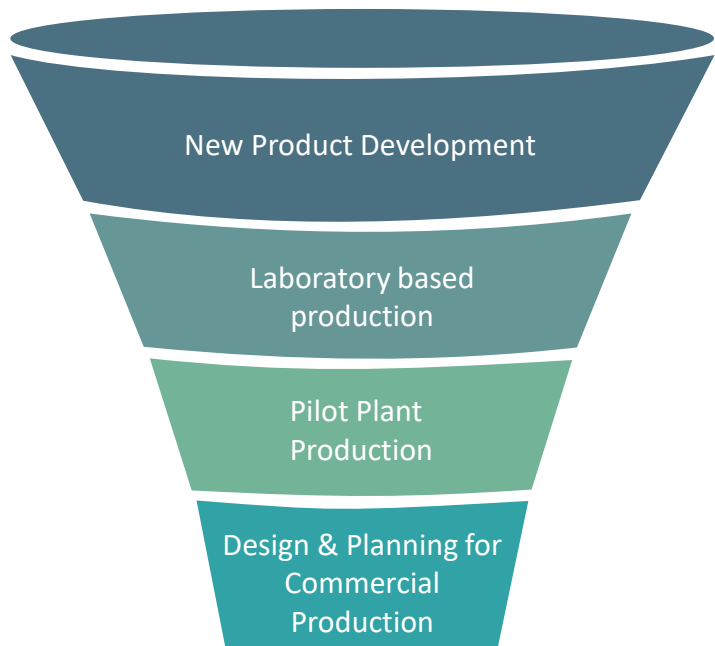 New Product Development
Laboratory based
production
Pilot Plant
Production
Design & Planning for
Commercial
Production